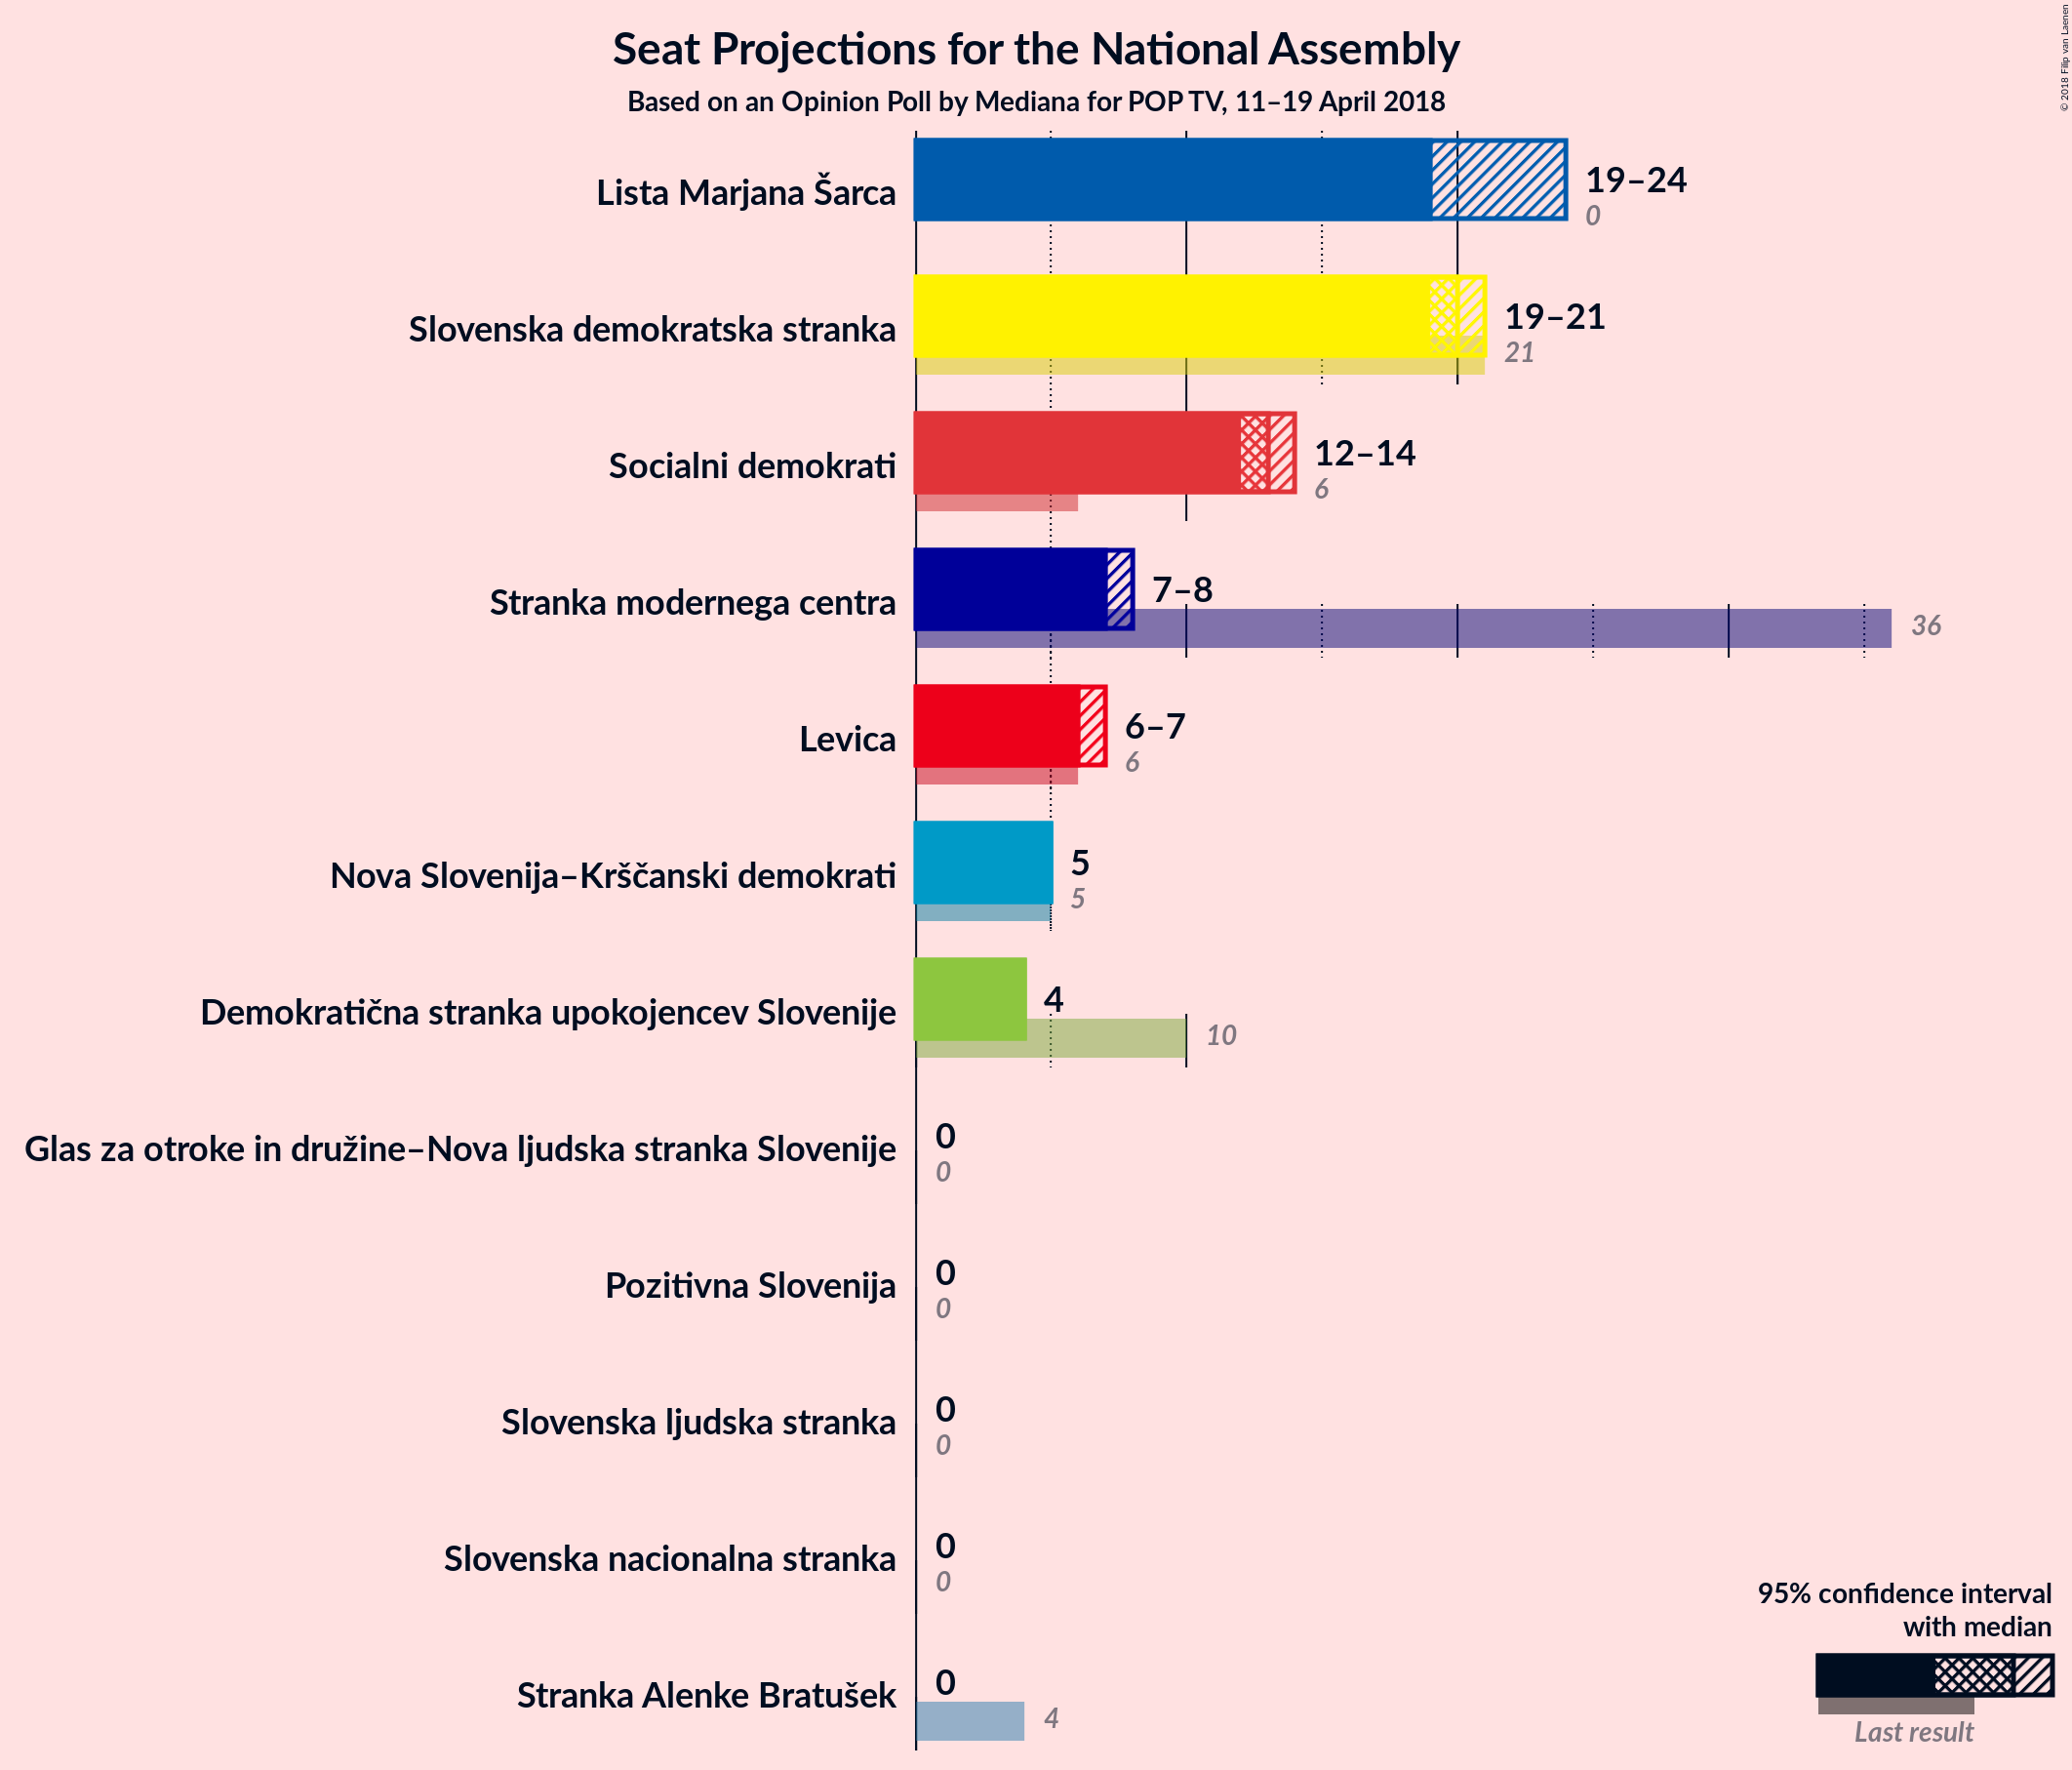 Seat Projections for the National Assembly
Based on an Opinion Poll by Mediana for POP TV, 11–19 April 2018
© 2018 Filip van Laenen
Lista Marjana Šarca
19–24
0
Slovenska demokratska stranka
19–21
21
Socialni demokrati
12–14
6
Stranka modernega centra
7–8
36
Levica
6–7
6
Nova Slovenija–Krščanski demokrati
5
5
Demokratična stranka upokojencev Slovenije
4
10
Glas za otroke in družine–Nova ljudska stranka Slovenije
0
0
Pozitivna Slovenija
0
0
Slovenska ljudska stranka
0
0
Slovenska nacionalna stranka
0
0
Stranka Alenke Bratušek
0
4
95% confidence interval
with median
Last result